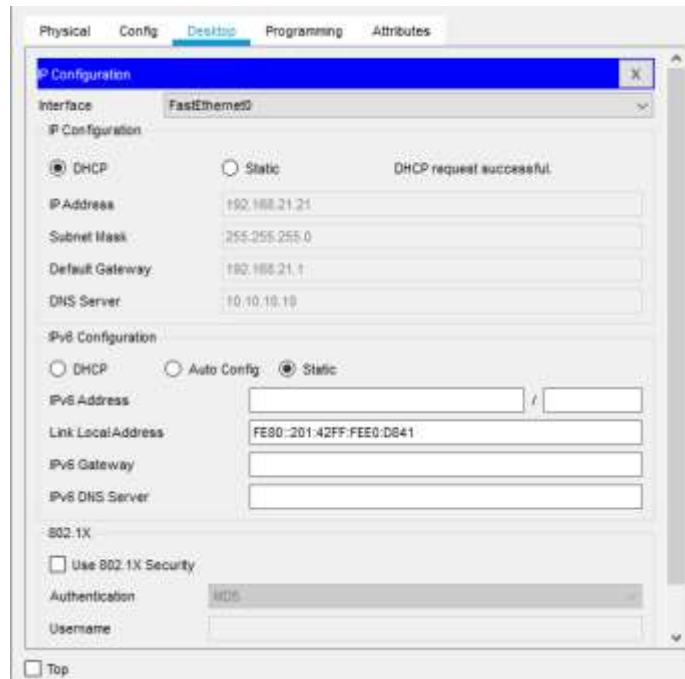 Physical Config Desktop Programming Attributes
IP Configuration X
Interface FastEthernet0
IP Configuration
DHCP Static DHCP request successful.
IP Address 192.168.21.21
Subnet Mask 255.255.255.0
Default Gateway 192.168.21.1
DNS Server 10.10.10.10
IPv6 Configuration
DHCP Auto Config Static
IPv6 Address /
Link Local Address FE80::201:42FF:FEE0:D841
IPv6 Gateway
IPv6 DNS Server
802.1X
Use 802.1X Security
Authentication MD5
Username
Top